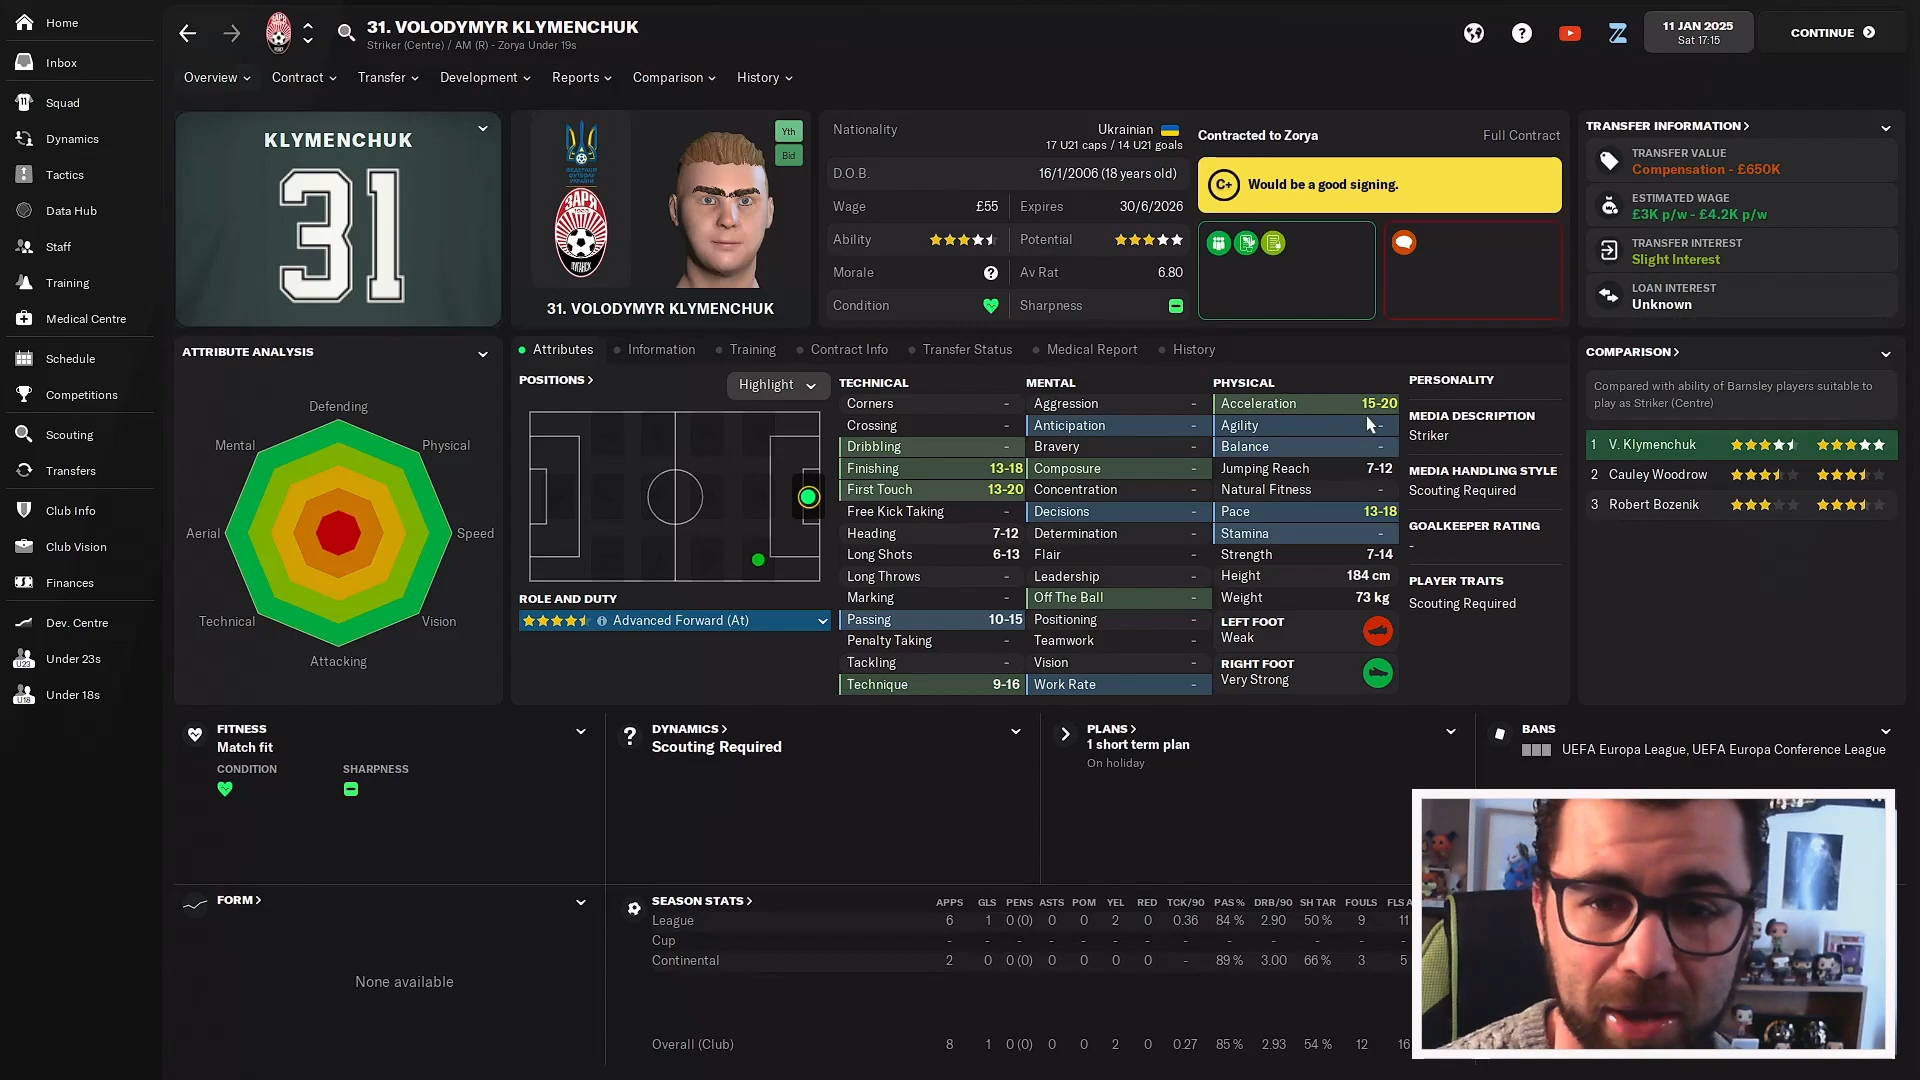 Home
Inbox
Squad
Dynamics
Tactics
Data Hub
Staff
Training
Medical Centre
Schedule
Competitions
Scouting
Transfers
Club Info
Club Vision
Finances
Dev. Centre
U23 Under 23s
U18 Under 18s
31. VOLODYMYR KLYMENCHUK
Striker (Centre) / AM (R) - Zorya Under 19s
11 JAN 2025
Sat 17:15
CONTINUE
Overview Contract Transfer Development Reports Comparison History
KLYMENCHUK
31
ЗАРЯ
ЛУГАНСК
Yth
Bid
31. VOLODYMYR KLYMENCHUK
Nationality Ukrainian
17 U21 caps / 14 U21 goals
D.O.B. 16/1/2006 (18 years old)
Wage £55 Expires 30/6/2026
Ability Potential
Morale ? Av Rat 6.80
Condition Sharpness
Contracted to Zorya Full Contract
C+ Would be a good signing.
TRANSFER INFORMATION >
TRANSFER VALUE
Compensation - £650K
ESTIMATED WAGE
£3K p/w - £4.2K p/w
TRANSFER INTEREST
Slight Interest
LOAN INTEREST
Unknown
ATTRIBUTE ANALYSIS
Defending
Mental Physical
Aerial Speed
Technical Vision
Attacking
Attributes Information Training Contract Info Transfer Status Medical Report History
POSITIONS >
Highlight
ROLE AND DUTY
Advanced Forward (At)
TECHNICAL
Corners -
Crossing -
Dribbling -
Finishing 13-18
First Touch 13-20
Free Kick Taking -
Heading 7-12
Long Shots 6-13
Long Throws -
Marking -
Passing 10-15
Penalty Taking -
Tackling -
Technique 9-16
MENTAL
Aggression -
Anticipation -
Bravery -
Composure -
Concentration -
Decisions -
Determination -
Flair -
Leadership -
Off The Ball -
Positioning -
Teamwork -
Vision -
Work Rate -
PHYSICAL
Acceleration 15-20
Agility -
Balance -
Jumping Reach 7-12
Natural Fitness -
Pace 13-18
Stamina -
Strength 7-14
Height 184 cm
Weight 73 kg
LEFT FOOT
Weak
RIGHT FOOT
Very Strong
PERSONALITY
MEDIA DESCRIPTION
Striker
MEDIA HANDLING STYLE
Scouting Required
GOALKEEPER RATING
-
PLAYER TRAITS
Scouting Required
COMPARISON >
Compared with ability of Barnsley players suitable to
play as Striker (Centre)
1 V. Klymenchuk
2 Cauley Woodrow
3 Robert Bozenik
FITNESS
Match fit
CONDITION SHARPNESS
DYNAMICS >
Scouting Required
PLANS >
1 short term plan
On holiday
BANS
UEFA Europa League, UEFA Europa Conference League
FORM >
None available
SEASON STATS > APPS GLS PENS ASTS POM YEL RED TCK/90 PAS % DRB/90 SH TAR FOULS FLS A
League 6 1 0 (0) 0 0 2 0 0.36 84 % 2.90 50 % 9 11
Cup - - - - - - - - - - - - -
Continental 2 0 0 (0) 0 0 0 0 - 89 % 3.00 66 % 3 5
Overall (Club) 8 1 0 (0) 0 0 2 0 0.27 85 % 2.93 54 % 12 16